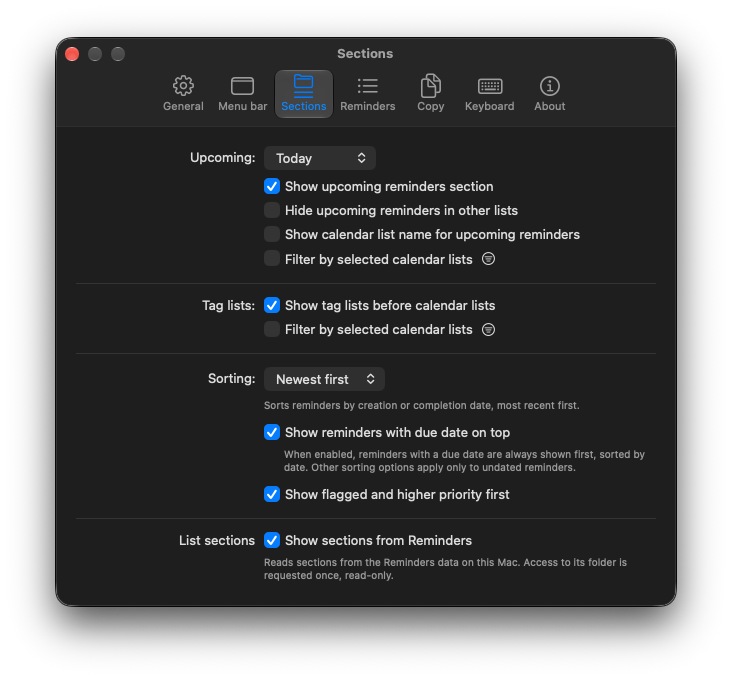 Sections
General Menu bar Sections Reminders Copy Keyboard About
Upcoming: Today
Show upcoming reminders section
Hide upcoming reminders in other lists
Show calendar list name for upcoming reminders
Filter by selected calendar lists
Tag lists: Show tag lists before calendar lists
Filter by selected calendar lists
Sorting: Newest first
Sorts reminders by creation or completion date, most recent first.
Show reminders with due date on top
When enabled, reminders with a due date are always shown first, sorted by
date. Other sorting options apply only to undated reminders.
Show flagged and higher priority first
List sections Show sections from Reminders
Reads sections from the Reminders data on this Mac. Access to its folder is
requested once, read-only.